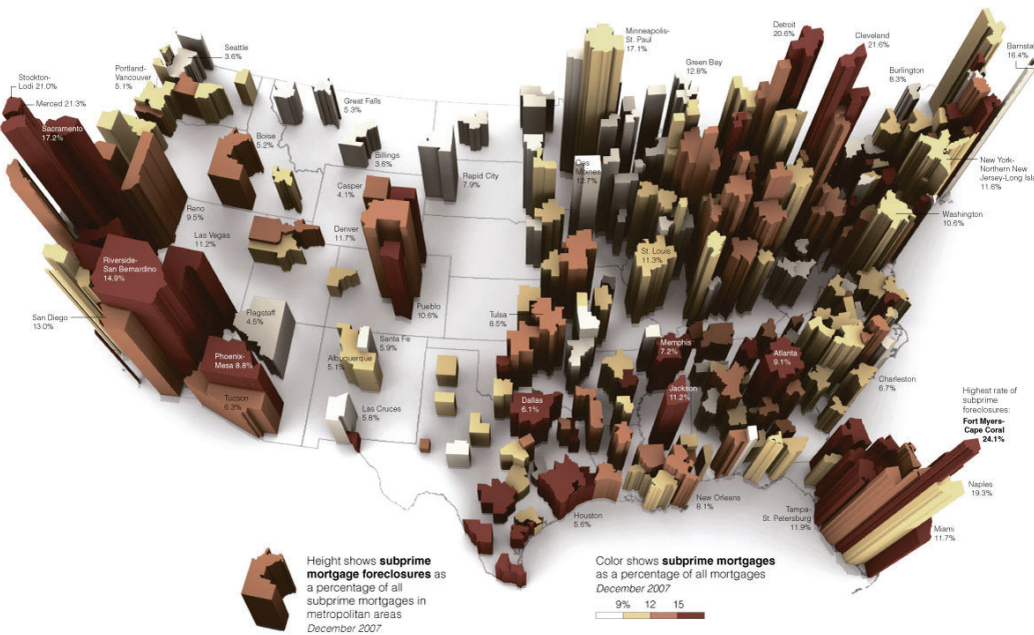 Detroit
20.6%
Cleveland
21.6%
Minneapolis-
St. Paul
17.1%
Seattle
3.6%
Barnsta
16.4%
Green Bay
12.8%
Burlington
8.3%
Portland-
Vancouver
5.1%
Stockton-
Lodi 21.0%
Merced 21.3%
Great Falls
5.3%
Sacramento
17.2%
Boise
5.2%
Billings
3.6%
Des
Moines
12.7%
New York-
Northern New
Jersey-Long Isla
11.6%
Rapid City
7.9%
Casper
4.1%
Reno
9.5%
Washington
10.6%
Las Vegas
11.2%
Denver
11.7%
St. Louis
11.3%
Riverside-
San Bernardino
14.9%
Pueblo
10.6%
San Diego
13.0%
Flagstaff
4.5%
Tulsa
8.5%
Santa Fe
5.9%
Memphis
7.2%
Atlanta
9.1%
Phoenix-
Mesa 8.8%
Albuquerque
5.1%
Charleston
6.7%
Jackson
11.2%
Tucson
6.3%
Dallas
6.1%
Las Cruces
5.8%
Highest rate of
subprime
foreclosures:
Fort Myers-
Cape Coral
24.1%
Naples
19.3%
New Orleans
8.1%
Tampa-
St. Petersburg
11.9%
Houston
5.6%
Miami
11.7%
Height shows subprime
mortgage foreclosures as
a percentage of all
subprime mortgages in
metropolitan areas
December 2007
Color shows subprime mortgages
as a percentage of all mortgages
December 2007
9% 12 15